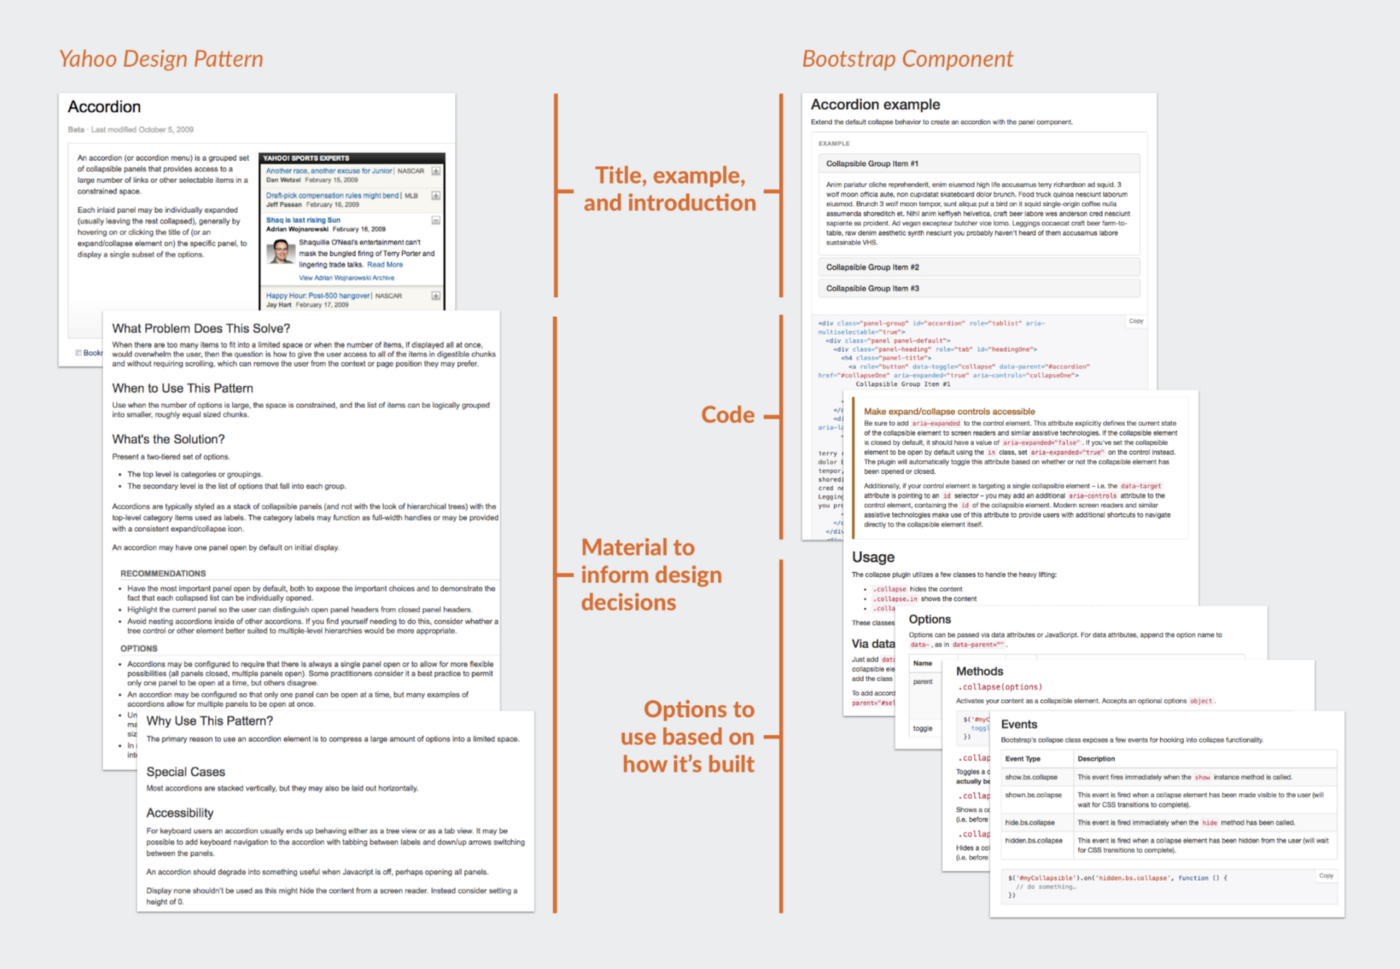 Yahoo Design Pattern
Accordion
Beta · Last modified October 5, 2009
An accordion (or accordion menu) is a grouped set
of collapsible panels that provides access to a
large number of links or other selectable items in a
constrained space.
Each inlaid panel may be individually expanded
(usually leaving the rest collapsed), generally by
hovering on or clicking the title of (or an
expand/collapse element on) the specific panel, to
display a single subset of the options.
YAHOO! SPORTS EXPERTS
Another race, another excuse for Junior | NASCAR
Dan Wetzel February 15, 2009
Draft-pick compensation rules might bend | MLB
Jeff Passan February 16, 2009
Shaq is last rising Sun
Adrian Wojnarowski February 16, 2009
Shaquille O'Neal's entertainment can't
mask the bungled firing of Terry Porter and
lingering trade talks. Read More
View Adrian Wojnarowski Archive
Happy Hour: Post-500 hangover | NASCAR
Jay Hart February 17, 2009
Bookr
What Problem Does This Solve?
When there are too many items to fit into a limited space or when the number of items, if displayed all at once,
would overwhelm the user, then the question is how to give the user access to all of the items in digestible chunks
and without requiring scrolling, which can remove the user from the context or page position they may prefer.
When to Use This Pattern
Use when the number of options is large, the space is constrained, and the list of items can be logically grouped
into smaller, roughly equal sized chunks.
What's the Solution?
Present a two-tiered set of options.
• The top level is categories or groupings.
• The secondary level is the list of options that fall into each group.
Accordions are typically styled as a stack of collapsible panels (and not with the look of hierarchical trees) with the
top-level category items used as labels. The category labels may function as full-width handles or may be provided
with a consistent expand/collapse icon.
An accordion may have one panel open by default on initial display.
RECOMMENDATIONS
• Have the most important panel open by default, both to expose the important choices and to demonstrate the
fact that each collapsed list can be individually opened.
• Highlight the current panel so the user can distinguish open panel headers from closed panel headers.
• Avoid nesting accordions inside of other accordions. If you find yourself needing to do this, consider whether a
tree control or other element better suited to multiple-level hierarchies would be more appropriate.
OPTIONS
• Accordions may be configured to require that there is always a single panel open or to allow for more flexible
possibilities (all panels closed, multiple panels open). Some practitioners consider it a best practice to permit
only one panel to be open at a time, but others disagree.
• An accordion may be configured so that only one panel can be open at a time, but many examples of
accordions allow for multiple panels to be open at once.
• Un
ma
siz
• In
int
Why Use This Pattern?
The primary reason to use an accordion element is to compress a large amount of options into a limited space.
Special Cases
Most accordions are stacked vertically, but they may also be laid out horizontally.
Accessibility
For keyboard users an accordion usually ends up behaving either as a tree view or as a tab view. It may be
possible to add keyboard navigation to the accordion with tabbing between labels and down/up arrows switching
between the panels.
An accordion should degrade into something useful when Javacript is off, perhaps opening all panels.
Display none shouldn't be used as this might hide the content from a screen reader. Instead consider setting a
height of 0.
Title, example,
and introduction
Code
Material to
inform design
decisions
Options to
use based on
how it's built
Bootstrap Component
Accordion example
Extend the default collapse behavior to create an accordion with the panel component.
EXAMPLE
Collapsible Group Item #1
Anim pariatur cliche reprehenderit, enim eiusmod high life accusamus terry richardson ad squid. 3
wolf moon officia aute, non cupidatat skateboard dolor brunch. Food truck quinoa nesciunt laborum
eiusmod. Brunch 3 wolf moon tempor, sunt aliqua put a bird on it squid single-origin coffee nulla
assumenda shoreditch et. Nihil anim keffiyeh helvetica, craft beer labore wes anderson cred nesciunt
sapiente ea proident. Ad vegan excepteur butcher vice lomo. Leggings occaecat craft beer farm-to-
table, raw denim aesthetic synth nesciunt you probably haven't heard of them accusamus labore
sustainable VHS.
Collapsible Group Item #2
Collapsible Group Item #3
Copy
<div class="panel-group" id="accordion" role="tablist" aria-
multiselectable="true">
<div class="panel panel-default">
<div class="panel-heading" role="tab" id="headingOne">
<h4 class="panel-title">
<a role="button" data-toggle="collapse" data-parent="#accordion"
href="#collapseOne" aria-expanded="true" aria-controls="collapseOne">
Collapsible Group Item #1
</
</
<d
aria-la
terry r
dolor b
tempor,
shoredi
cred ne
Legging
you pr
</
</div
<div
Make expand/collapse controls accessible
Be sure to add aria-expanded to the control element. This attribute explicitly defines the current state
of the collapsible element to screen readers and similar assistive technologies. If the collapsible element
is closed by default, it should have a value of aria-expanded="false". If you've set the collapsible
element to be open by default using the in class, set aria-expanded="true" on the control instead.
The plugin will automatically toggle this attribute based on whether or not the collapsible element has
been opened or closed.
Additionally, if your control element is targeting a single collapsible element – i.e. the data-target
attribute is pointing to an id selector – you may add an additional aria-controls attribute to the
control element, containing the id of the collapsible element. Modern screen readers and similar
assistive technologies make use of this attribute to provide users with additional shortcuts to navigate
directly to the collapsible element itself.
Usage
The collapse plugin utilizes a few classes to handle the heavy lifting:
• .collapse hides the content
• .collapse.in shows the content
• .colla
These classes
Via data
Just add data
collapsible ele
add the class
To add accord
parent="#sel
Options
Options can be passed via data attributes or JavaScript. For data attributes, append the option name to
data-, as in data-parent="".
Name
parent
toggle
Methods
.collapse(options)
Activates your content as a collapsible element. Accepts an optional options object.
$('#myC
toggl
})
.collap
Toggles a c
actually be
.collap
Shows a co
(i.e. before
.collap
Hides a col
(i.e. before
Events
Bootstrap's collapse class exposes a few events for hooking into collapse functionality.
Event Type Description
show.bs.collapse This event fires immediately when the show instance method is called.
shown.bs.collapse This event is fired when a collapse element has been made visible to the user (will
wait for CSS transitions to complete).
hide.bs.collapse This event is fired immediately when the hide method has been called.
hidden.bs.collapse This event is fired when a collapse element has been hidden from the user (will wait
for CSS transitions to complete).
Copy
$('#myCollapsible').on('hidden.bs.collapse', function () {
// do something…
})